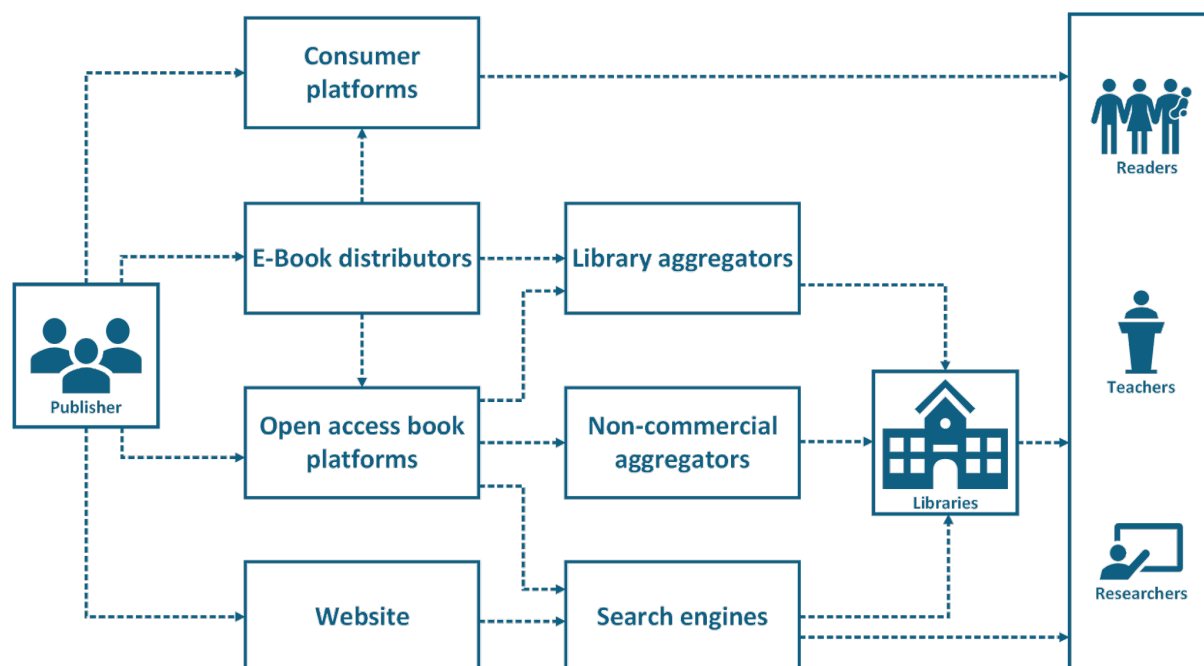 Consumer
platforms
Readers
E-Book distributors
Library aggregators
Publisher
Teachers
Open access book
platforms
Non-commercial
aggregators
Libraries
Researchers
Website
Search engines